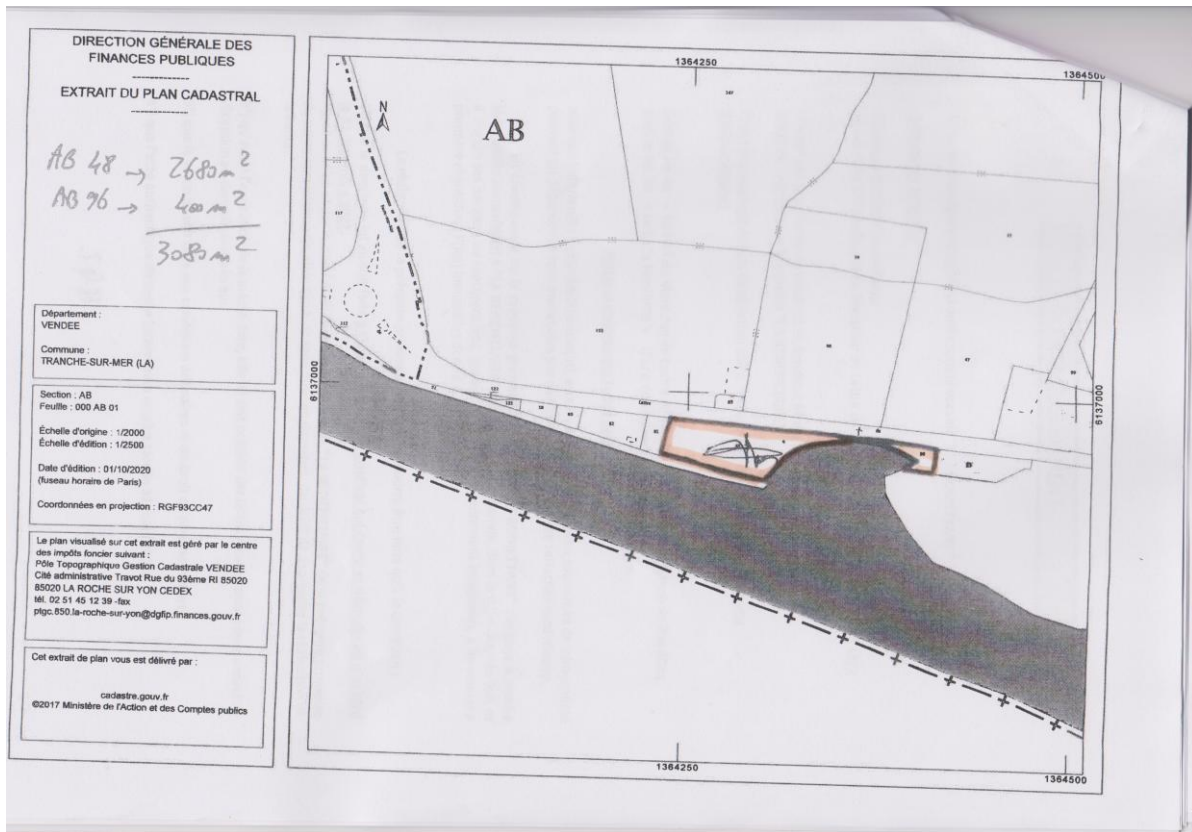 DIRECTION GÉNÉRALE DES
FINANCES PUBLIQUES
-------------
EXTRAIT DU PLAN CADASTRAL
-------------
AB 48 → 2680 m²
AB 96 → 400 m²
3080 m²
Département :
VENDEE
Commune :
TRANCHE-SUR-MER (LA)
Section : AB
Feuille : 000 AB 01
Échelle d'origine : 1/2000
Échelle d'édition : 1/2500
Date d'édition : 01/10/2020
(fuseau horaire de Paris)
Coordonnées en projection : RGF93CC47
Le plan visualisé sur cet extrait est géré par le centre
des impôts foncier suivant :
Pôle Topographique Gestion Cadastrale VENDEE
Cité administrative Travot Rue du 93ème RI 85020
85020 LA ROCHE SUR YON CEDEX
tél. 02 51 45 12 39 -fax
ptgc.850.la-roche-sur-yon@dgfip.finances.gouv.fr
Cet extrait de plan vous est délivré par :
cadastre.gouv.fr
©2017 Ministère de l'Action et des Comptes publics
1364250
1364500
N
AB
6137000
6137000
1364250
1364500